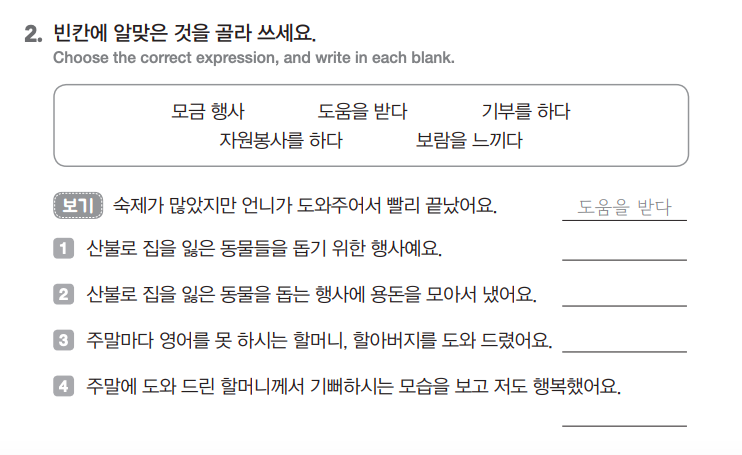 2. 빈칸에 알맞은 것을 골라 쓰세요.
Choose the correct expression, and write in each blank.
모금 행사 도움을 받다 기부를 하다
자원봉사를 하다 보람을 느끼다
보기 숙제가 많았지만 언니가 도와주어서 빨리 끝났어요. 도움을 받다
1 산불로 집을 잃은 동물들을 돕기 위한 행사예요.
2 산불로 집을 잃은 동물을 돕는 행사에 용돈을 모아서 냈어요.
3 주말마다 영어를 못 하시는 할머니, 할아버지를 도와 드렸어요.
4 주말에 도와 드린 할머니께서 기뻐하시는 모습을 보고 저도 행복했어요.